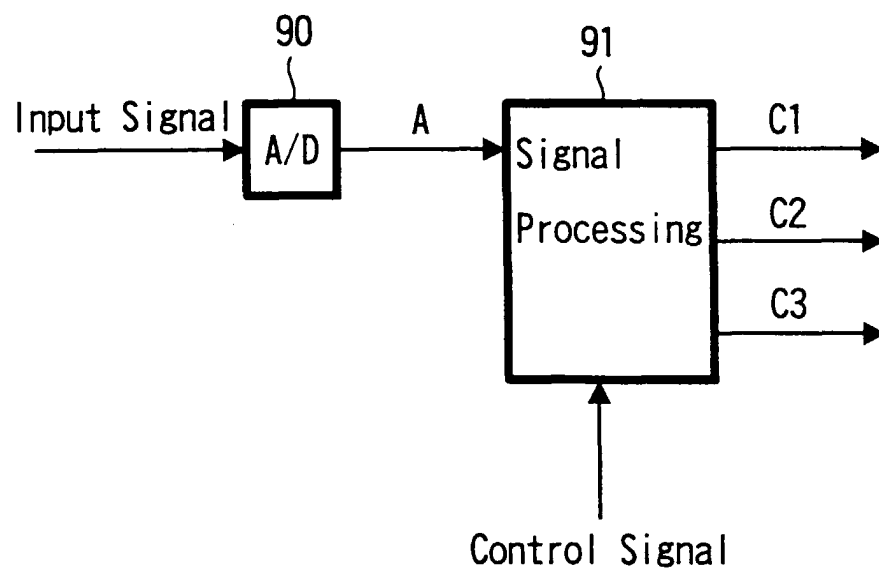 90
91
Input Signal
A/D
A
Signal
Processing
C1
C2
C3
Control Signal